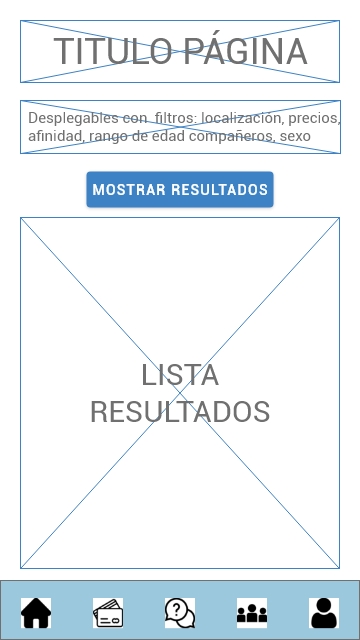 TITULO PÁGINA
Desplegables con  filtros: localización, precios,
afinidad, rango de edad compañeros, sexo
MOSTRAR RESULTADOS
LISTA
RESULTADOS
?